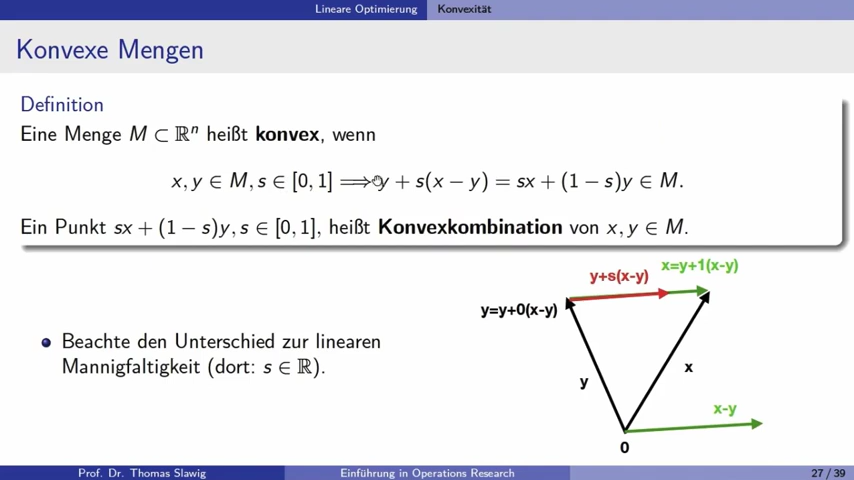 Lineare Optimierung Konvexität
Konvexe Mengen
Definition
Eine Menge M ⊂ ℝⁿ heißt konvex, wenn
x, y ∈ M, s ∈ [0, 1] ⟹ y + s(x − y) = sx + (1 − s)y ∈ M.
Ein Punkt sx + (1 − s)y, s ∈ [0, 1], heißt Konvexkombination von x, y ∈ M.
x=y+1(x-y)
y+s(x-y)
y=y+0(x-y)
Beachte den Unterschied zur linearen
Mannigfaltigkeit (dort: s ∈ ℝ).
x
y
x-y
0
Prof. Dr. Thomas Slawig Einführung in Operations Research 27 / 39